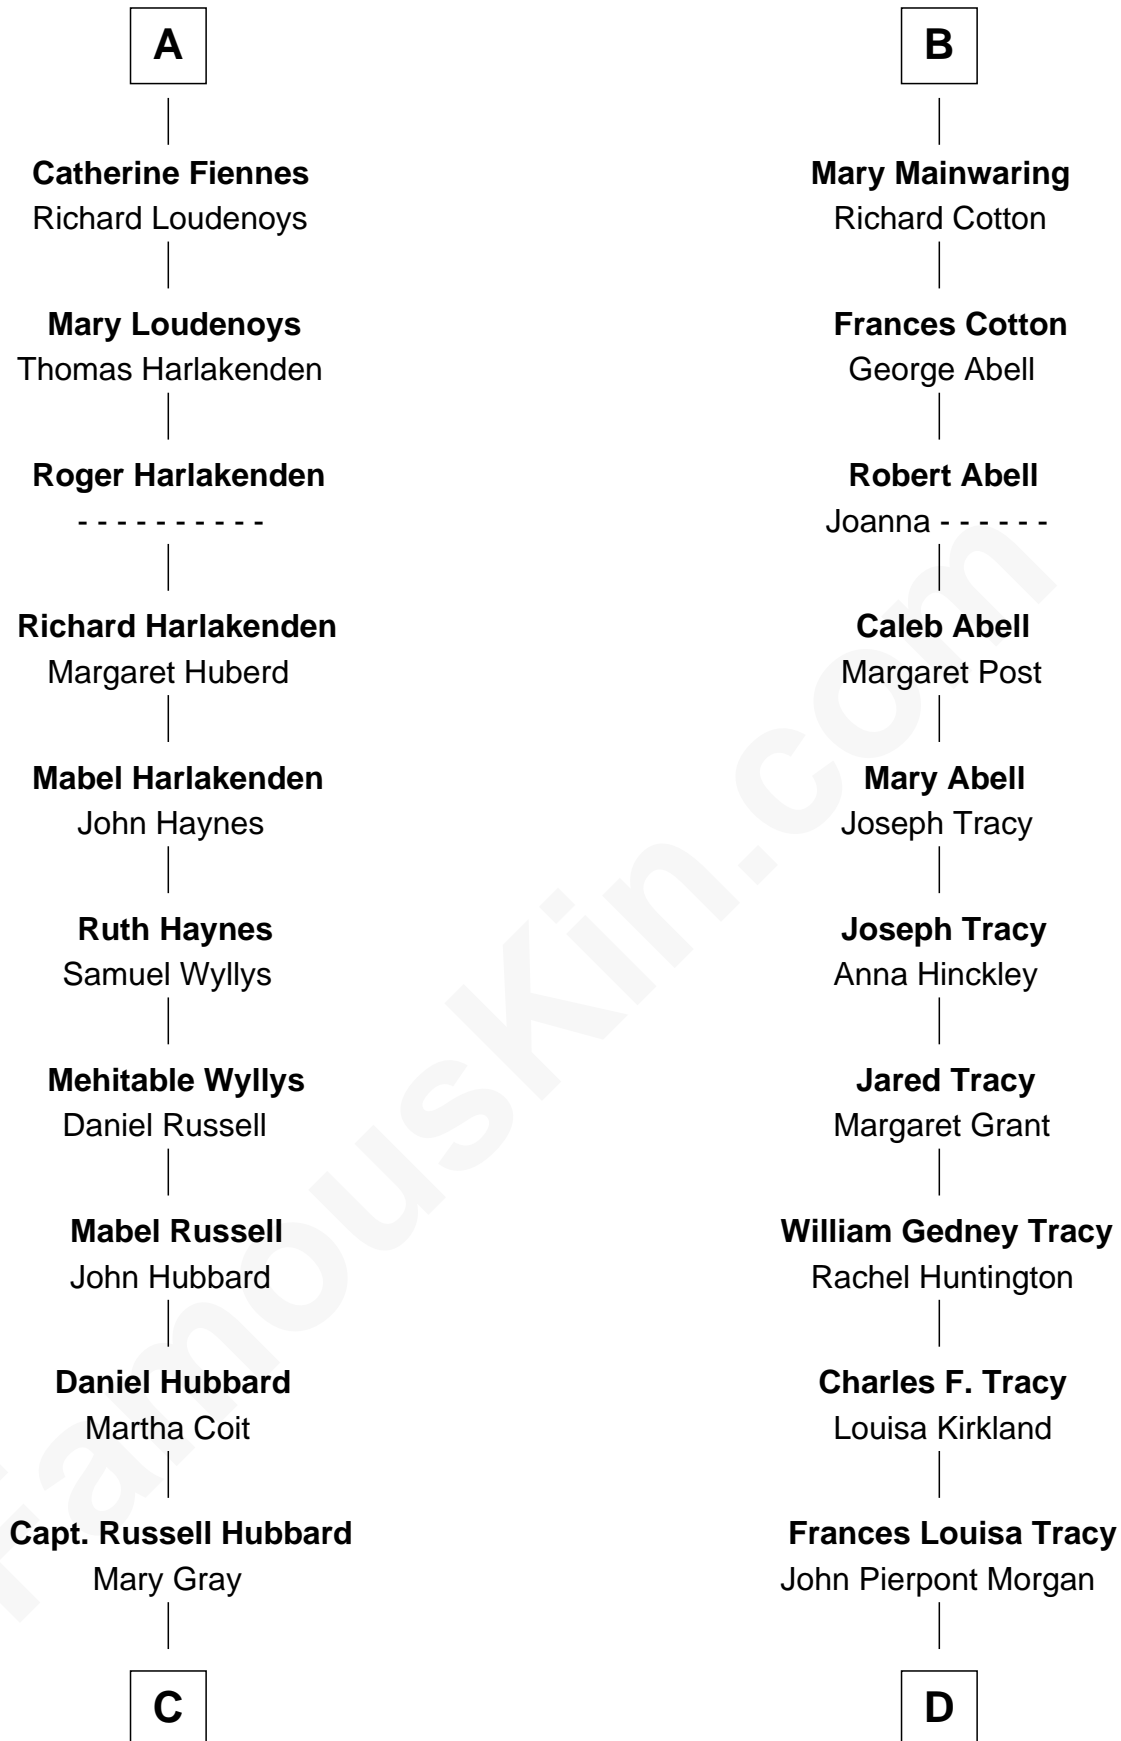 A
Catherine Fiennes
Richard Loudenoys
Mary Loudenoys
Thomas Harlakenden
Roger Harlakenden
- - - - - - - - - -
Richard Harlakenden
Margaret Huberd
Mabel Harlakenden
John Haynes
Ruth Haynes
Samuel Wyllys
Mehitable Wyllys
Daniel Russell
Mabel Russell
John Hubbard
Daniel Hubbard
Martha Coit
Capt. Russell Hubbard
Mary Gray
C
B
Mary Mainwaring
Richard Cotton
Frances Cotton
George Abell
Robert Abell
Joanna - - - - - -
Caleb Abell
Margaret Post
Mary Abell
Joseph Tracy
Joseph Tracy
Anna Hinckley
Jared Tracy
Margaret Grant
William Gedney Tracy
Rachel Huntington
Charles F. Tracy
Louisa Kirkland
Frances Louisa Tracy
John Pierpont Morgan
D
FamousKin.com